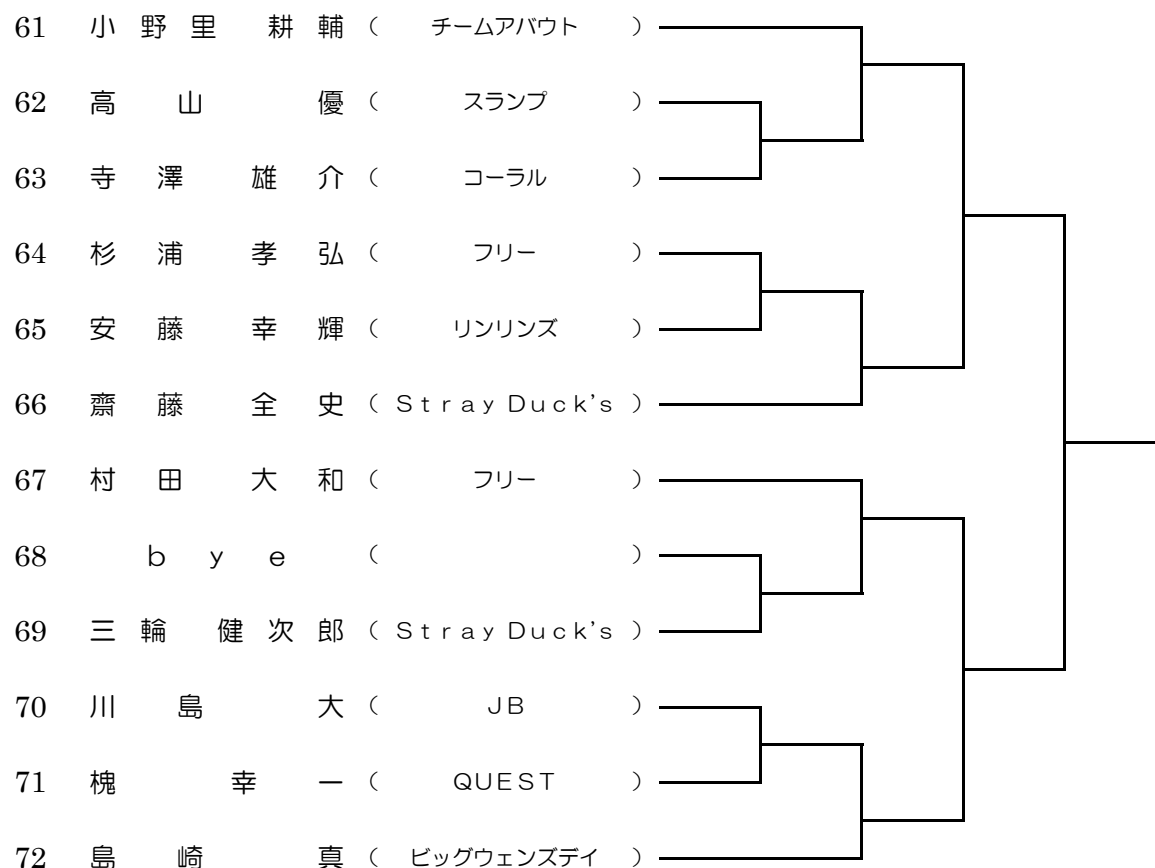 61 小野里 耕輔 ( チームアバウト )
62 高山 優 ( スランプ )
63 寺澤 雄介 ( コーラル )
64 杉浦 孝弘 ( フリー )
65 安藤 幸輝 ( リンリンズ )
66 齋藤 全史 ( Stray Duck's )
67 村田 大和 ( フリー )
68 bye ( )
69 三輪 健次郎 ( Stray Duck's )
70 川島 大 ( JB )
71 槐 幸一 ( QUEST )
72 島崎 真 ( ビッグウェンズデイ )